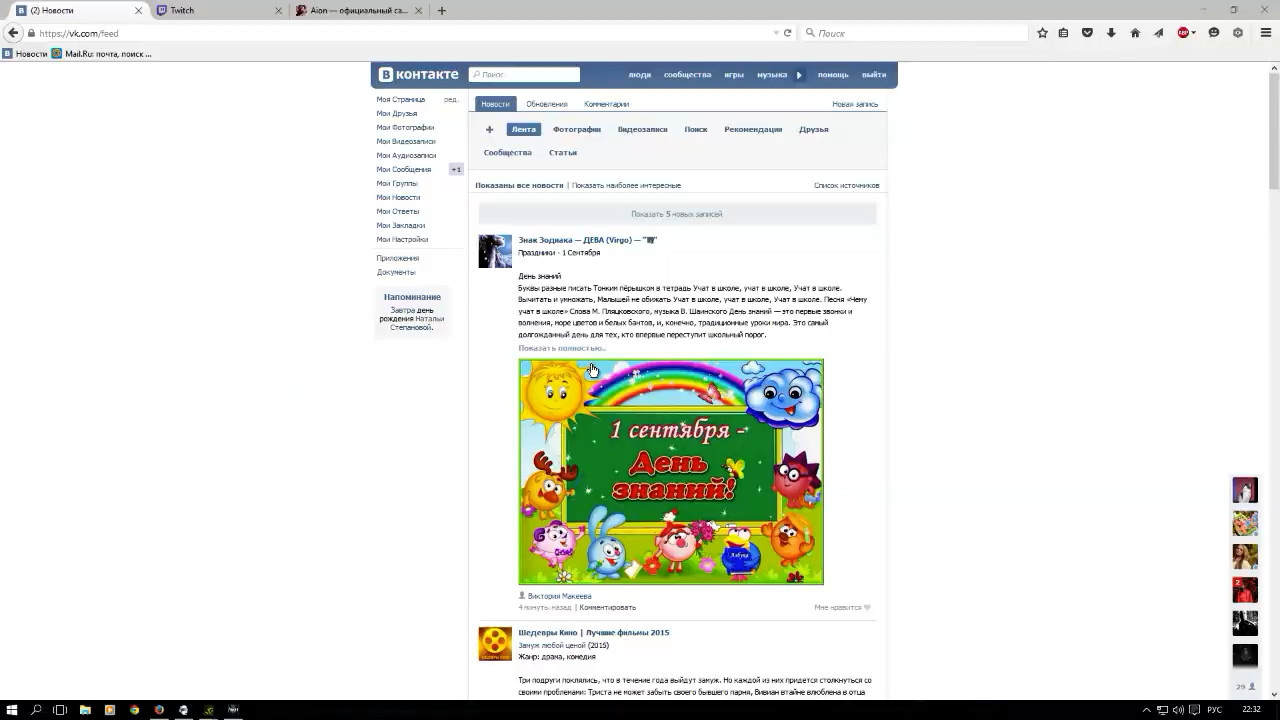 (2) Новости
Twitch
Aion — официальный са...
https://vk.com/feed
Поиск
ABP
Новости
Mail.Ru: почта, поиск ...
В контакте
Поиск
люди сообщества игры музыка помощь выйти
Моя Страница ред.
Мои Друзья
Мои Фотографии
Мои Видеозаписи
Мои Аудиозаписи
Мои Сообщения +1
Мои Группы
Мои Новости
Мои Ответы
Мои Закладки
Мои Настройки
Приложения
Документы
Напоминание
Завтра день
рождения Натальи
Степановой.
Новости Обновления Комментарии Новая запись
Лента Фотографии Видеозаписи Поиск Рекомендации Друзья
Сообщества Статьи
Показаны все новости | Показать наиболее интересные Список источников
Показать 5 новых записей
Знак Зодиака — ДЕВА (Virgo) — "♍"
Праздники - 1 Сентября
День знаний
Буквы разные писать Тонким пёрышком в тетрадь Учат в школе, учат в школе, Учат в школе.
Вычитати и умножать, Малышей не обижать Учат в школе, учат в школе, Учат в школе. Песня «Чему
учат в школе» Слова М. Пляцковского, музыка В. Шаинского День знаний — это первые звонки и
волнения, море цветов и белых бантов, и, конечно, традиционные уроки мира. Это самый
долгожданный день для тех, кто впервые переступит школьный порог.
Показать полностью..
1 сентября -
День
знаний!
Азбука
Виктория Макеева
4 минуты назад | Комментировать Мне нравится
Шедевры Кино | Лучшие фильмы 2015
Замуж любой ценой (2015)
Жанр: драма, комедия
Три подруги поклялись, что в течение года выйдут замуж. Но каждой из них придется столкнуться со
своими проблемами: Триста не может забыть своего бывшего парня, Вивиан втайне влюблена в отца
2
29
РУС
22:32